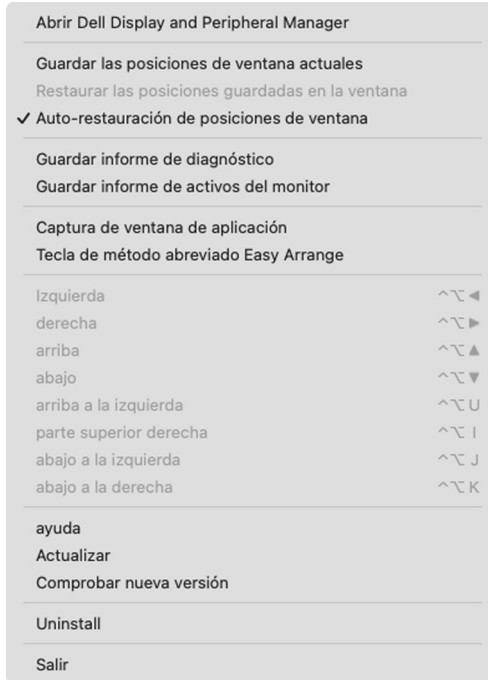 Abrir Dell Display and Peripheral Manager
Guardar las posiciones de ventana actuales
Restaurar las posiciones guardadas en la ventana
✓ Auto-restauración de posiciones de ventana
Guardar informe de diagnóstico
Guardar informe de activos del monitor
Captura de ventana de aplicación
Tecla de método abreviado Easy Arrange
Izquierda ^⌥◀
derecha ^⌥▶
arriba ^⌥▲
abajo ^⌥▼
arriba a la izquierda ^⌥U
parte superior derecha ^⌥I
abajo a la izquierda ^⌥J
abajo a la derecha ^⌥K
ayuda
Actualizar
Comprobar nueva versión
Uninstall
Salir